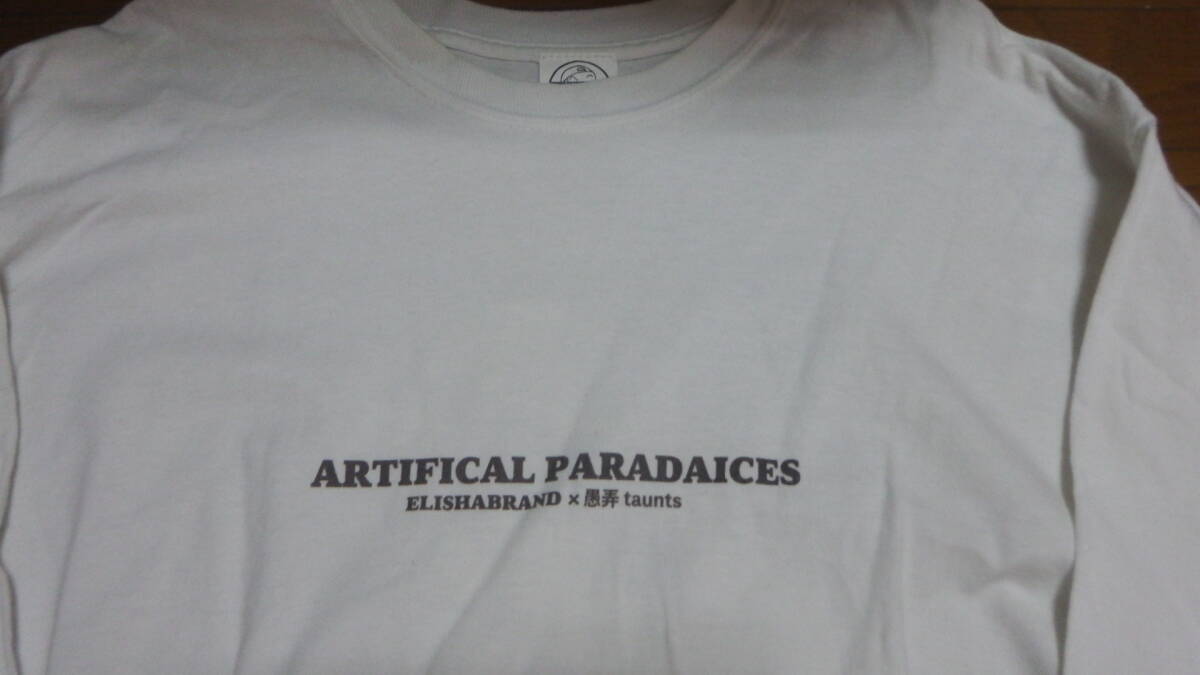 ARTIFICAL PARADAICES
ELISHABRAND × 愚弄 taunts